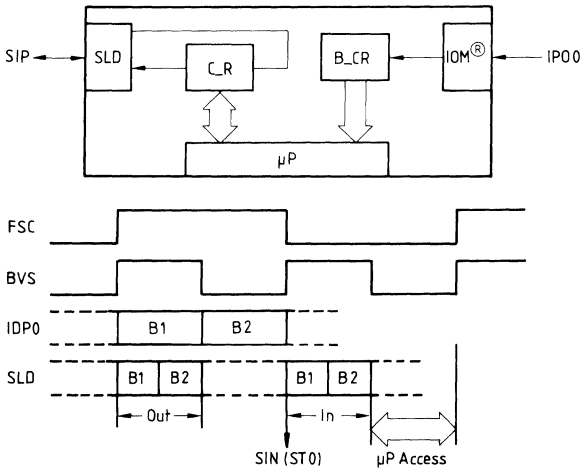 SIP
SLD
C_R
B_CR
IOM®
IPO0
µP
FSC
BVS
IDP0 B1 B2
SLD B1 B2 B1 B2
Out In
SIN (ST0) µP Access